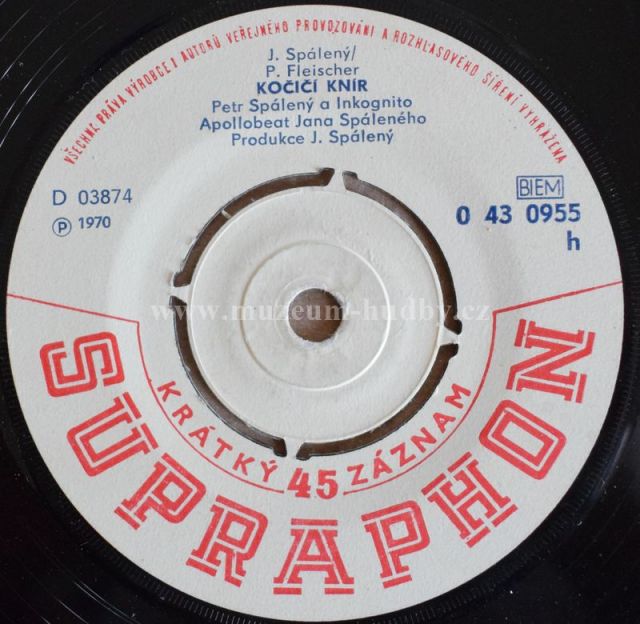 VŠECHNA PRÁVA VÝROBCE I AUTORŮ VEŘEJNÉHO PROVOZOVÁNÍ A ROZHLASOVÉHO ŠÍŘENÍ VYHRAŽENA
J. Spálený/
P. Fleischer
KOČIČÍ KNÍR
Petr Spálený a Inkognito
Apollobeat Jana Spáleného
Produkce J. Spálený
D 03874
℗ 1970
BIEM
0 43 0955
h
www.muzeum-hudby.cz
KRÁTKÝ 45 ZÁZNAM
SUPRAPHON